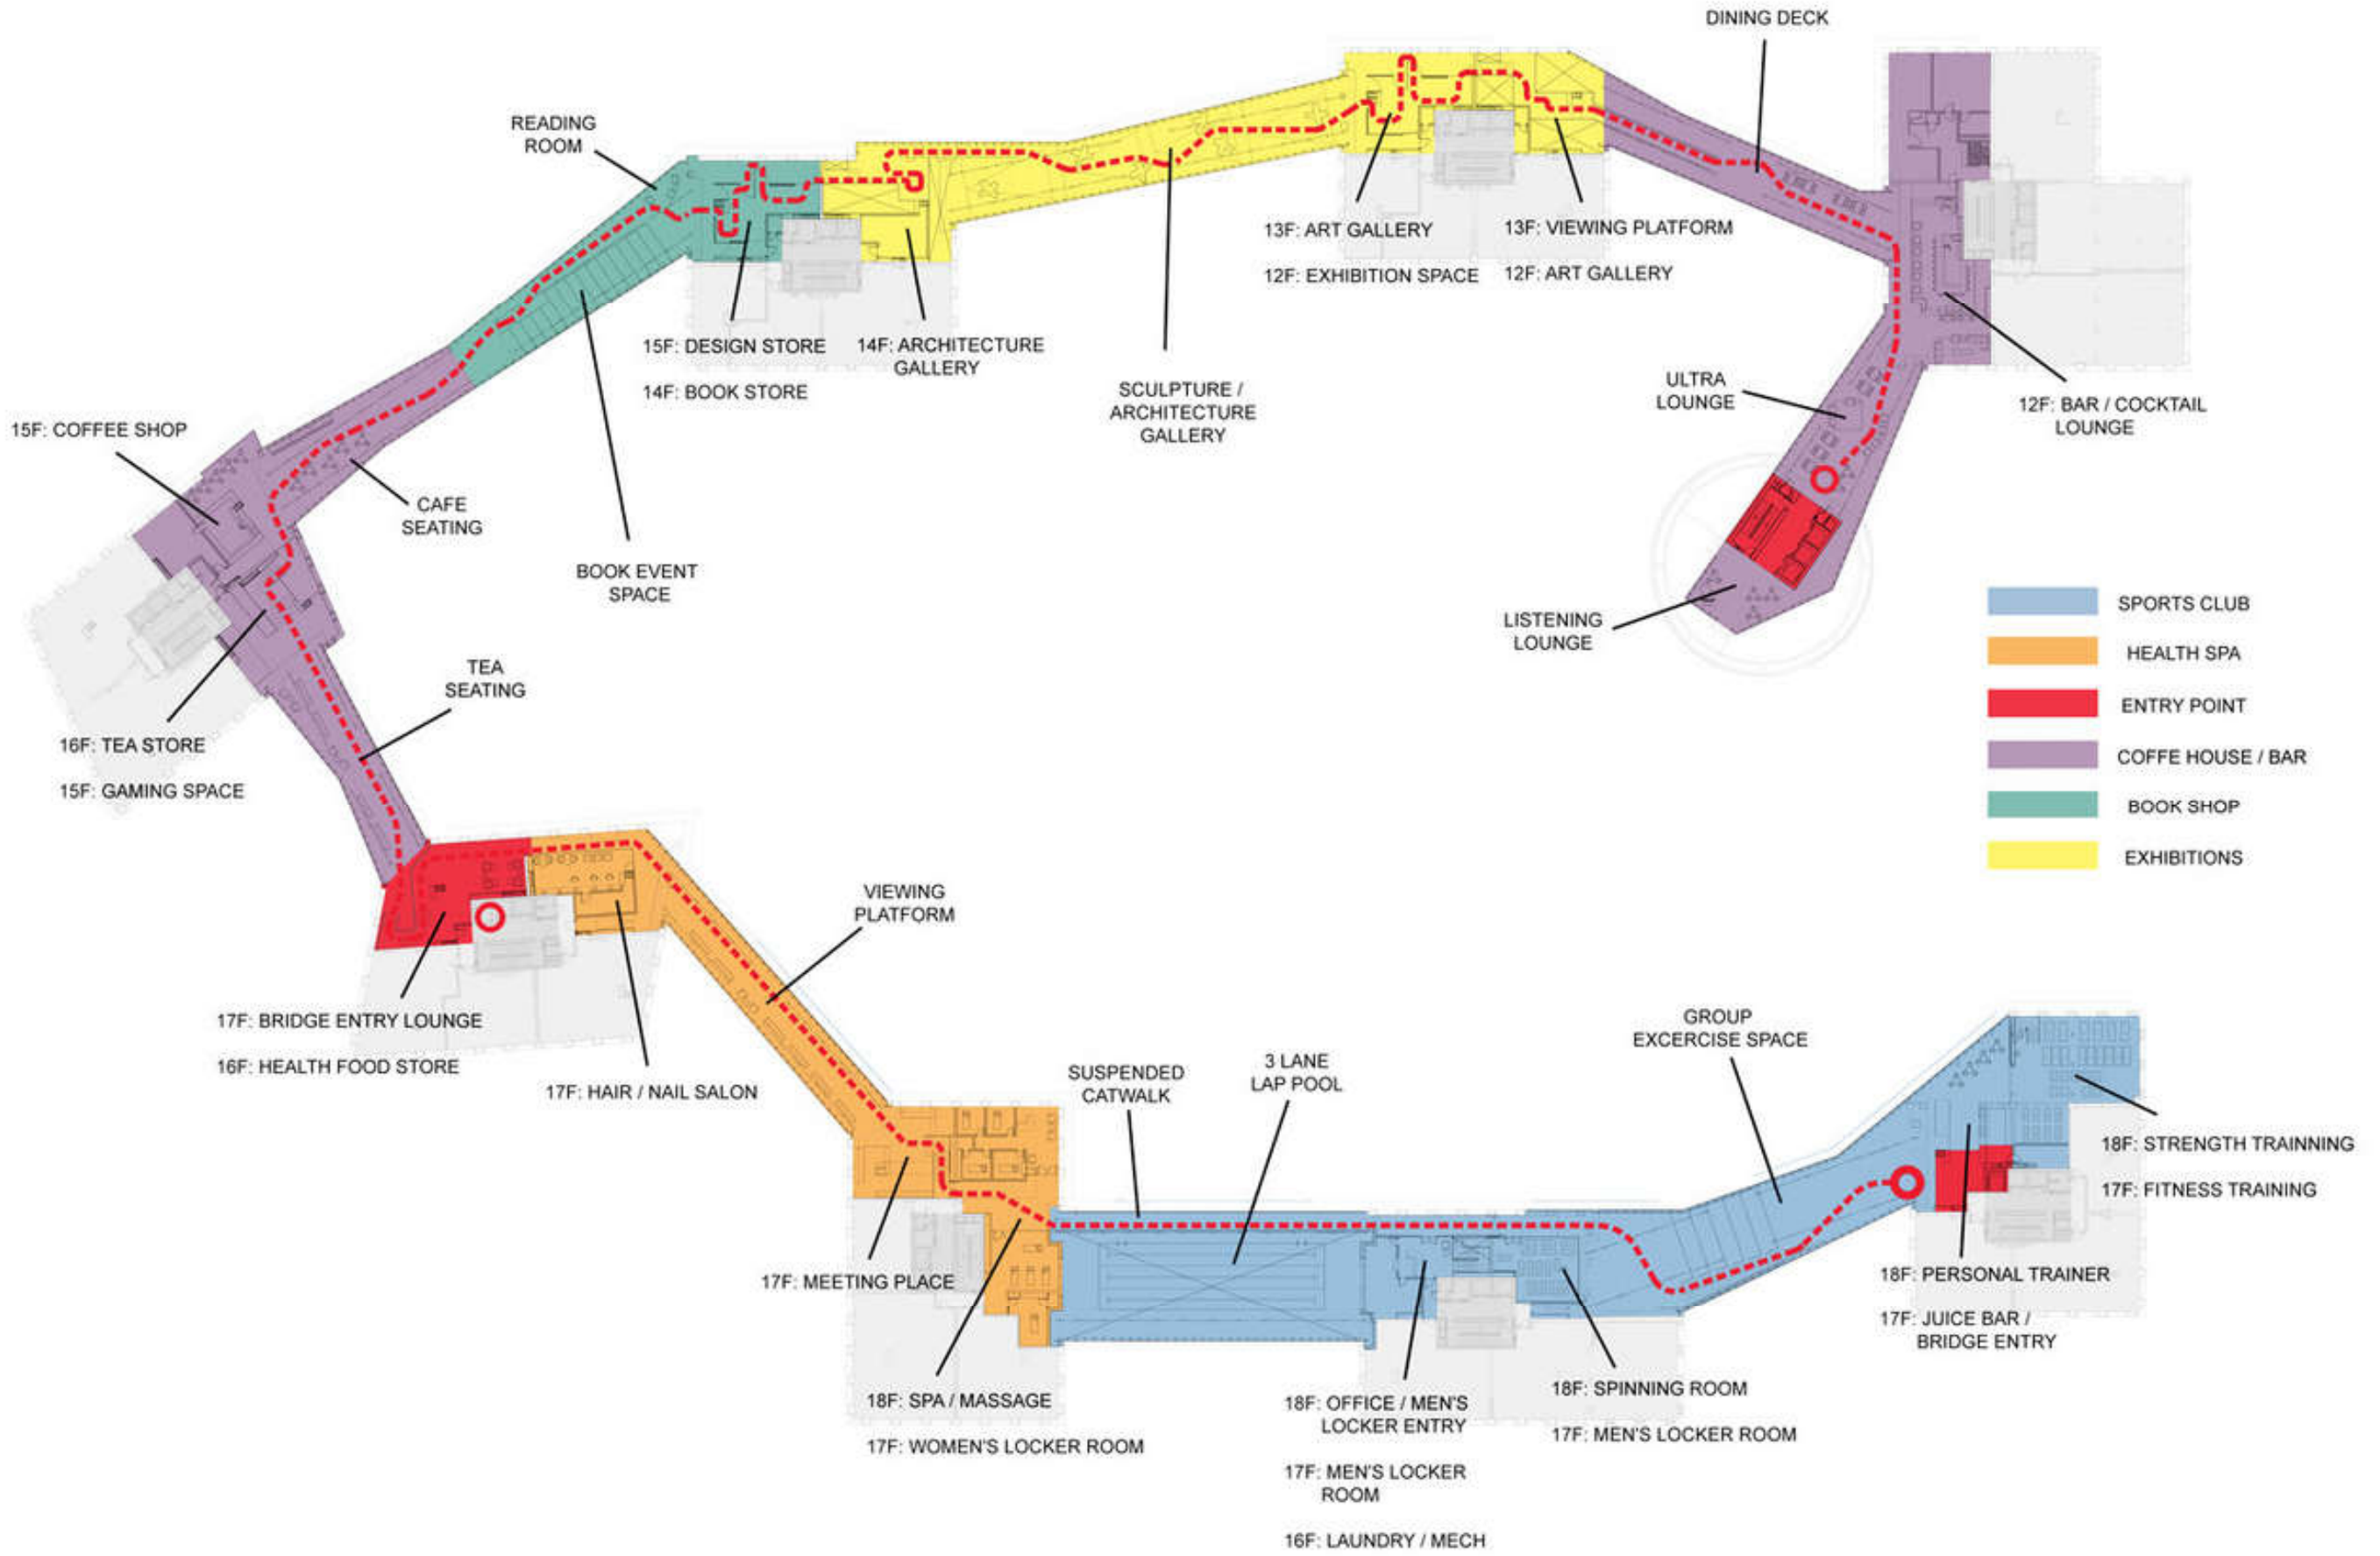 DINING DECK
READING
ROOM
13F: ART GALLERY
12F: EXHIBITION SPACE
13F: VIEWING PLATFORM
12F: ART GALLERY
15F: DESIGN STORE
14F: BOOK STORE
14F: ARCHITECTURE
GALLERY
SCULPTURE /
ARCHITECTURE
GALLERY
ULTRA
LOUNGE
12F: BAR / COCKTAIL
LOUNGE
15F: COFFEE SHOP
CAFE
SEATING
BOOK EVENT
SPACE
LISTENING
LOUNGE
SPORTS CLUB
HEALTH SPA
ENTRY POINT
COFFE HOUSE / BAR
BOOK SHOP
EXHIBITIONS
TEA
SEATING
16F: TEA STORE
15F: GAMING SPACE
VIEWING
PLATFORM
17F: BRIDGE ENTRY LOUNGE
16F: HEALTH FOOD STORE
17F: HAIR / NAIL SALON
SUSPENDED
CATWALK
3 LANE
LAP POOL
GROUP
EXCERCISE SPACE
18F: STRENGTH TRAINNING
17F: FITNESS TRAINING
17F: MEETING PLACE
18F: PERSONAL TRAINER
17F: JUICE BAR /
BRIDGE ENTRY
18F: SPA / MASSAGE
17F: WOMEN'S LOCKER ROOM
18F: OFFICE / MEN'S
LOCKER ENTRY
17F: MEN'S LOCKER
ROOM
16F: LAUNDRY / MECH
18F: SPINNING ROOM
17F: MEN'S LOCKER ROOM